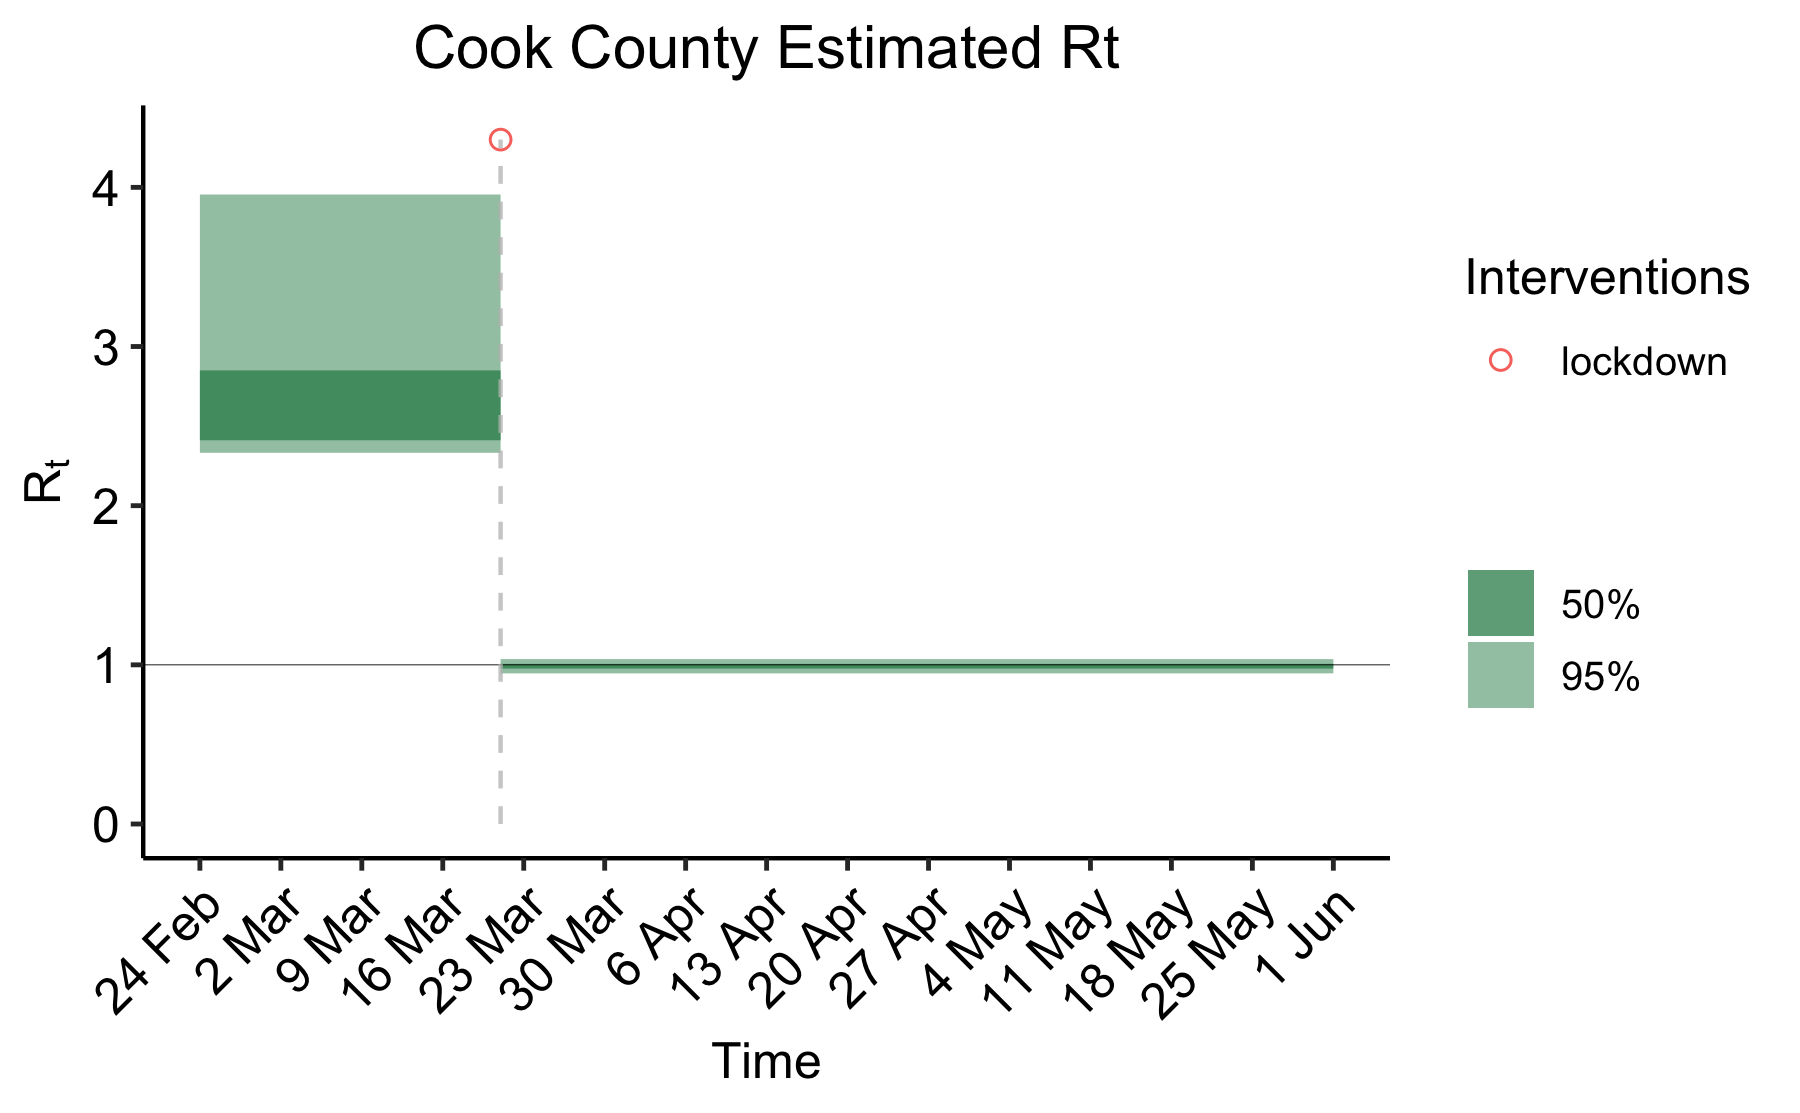 Cook County Estimated Rt
Rt
4
3
2
1
0
24 Feb
2 Mar
9 Mar
16 Mar
23 Mar
30 Mar
6 Apr
13 Apr
20 Apr
27 Apr
4 May
11 May
18 May
25 May
1 Jun
Time
Interventions
lockdown
50%
95%